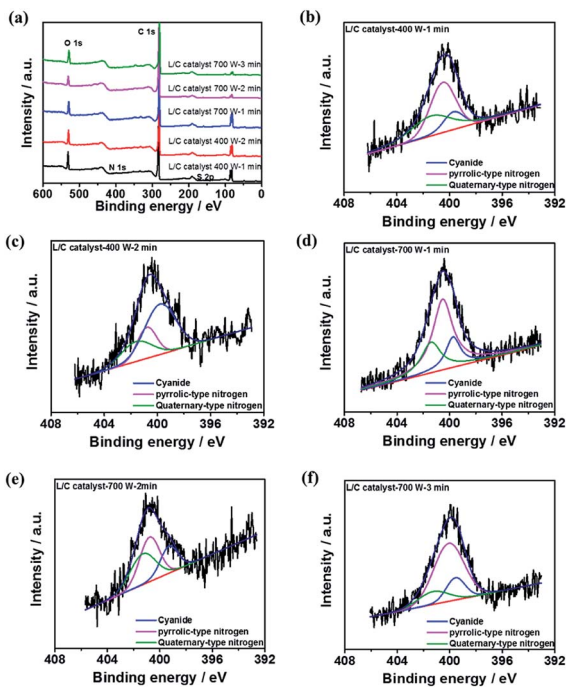 (a)
C 1s
O 1s
L/C catalyst 700 W-3 min
L/C catalyst 700 W-2 min
L/C catalyst 700 W-1 min
L/C catalyst 400 W-2 min
N 1s
L/C catalyst 400 W-1 min
S 2p
Intensity / a.u.
600 500 400 300 200 100 0
Binding energy / eV
(b)
L/C catalyst-400 W-1 min
Intensity / a.u.
Cyanide
pyrrolic-type nitrogen
Quaternary-type nitrogen
408 404 400 396 392
Binding energy / eV
(c)
L/C catalyst-400 W-2 min
Intensity / a.u.
Cyanide
pyrrolic-type nitrogen
Quaternary-type nitrogen
408 404 400 396 392
Binding energy / eV
(d)
L/C catalyst-700 W-1 min
Intensity / a.u.
Cyanide
pyrrolic-type nitrogen
Quaternary-type nitrogen
408 404 400 396 392
Binding energy / eV
(e)
L/C catalyst-700 W-2min
Intensity / a.u.
Cyanide
pyrrolic-type nitrogen
Quaternary-type nitrogen
408 404 400 396 392
Binding energy / eV
(f)
L/C catalyst-700 W-3 min
Intensity / a.u.
Cyanide
pyrrolic-type nitrogen
Quaternary-type nitrogen
408 404 400 396 392
Binding energy / eV